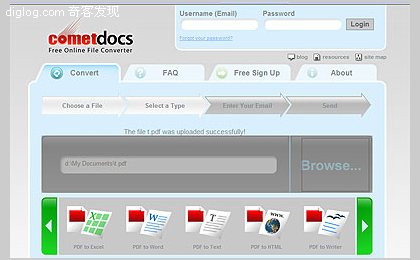 diglog.com 奇客发现
Username (Email) Password
Login
Forgot your password?
cometdocs
Free Online File Converter
blog resources site map
Convert FAQ Free Sign Up About
Choose a File Select a Type Enter Your Email Send
The file t.pdf was uploaded successfully!
d:\My Documents\t.pdf
Browse...
PDF to Excel PDF to Word PDF to Text PDF to HTML PDF to Writer